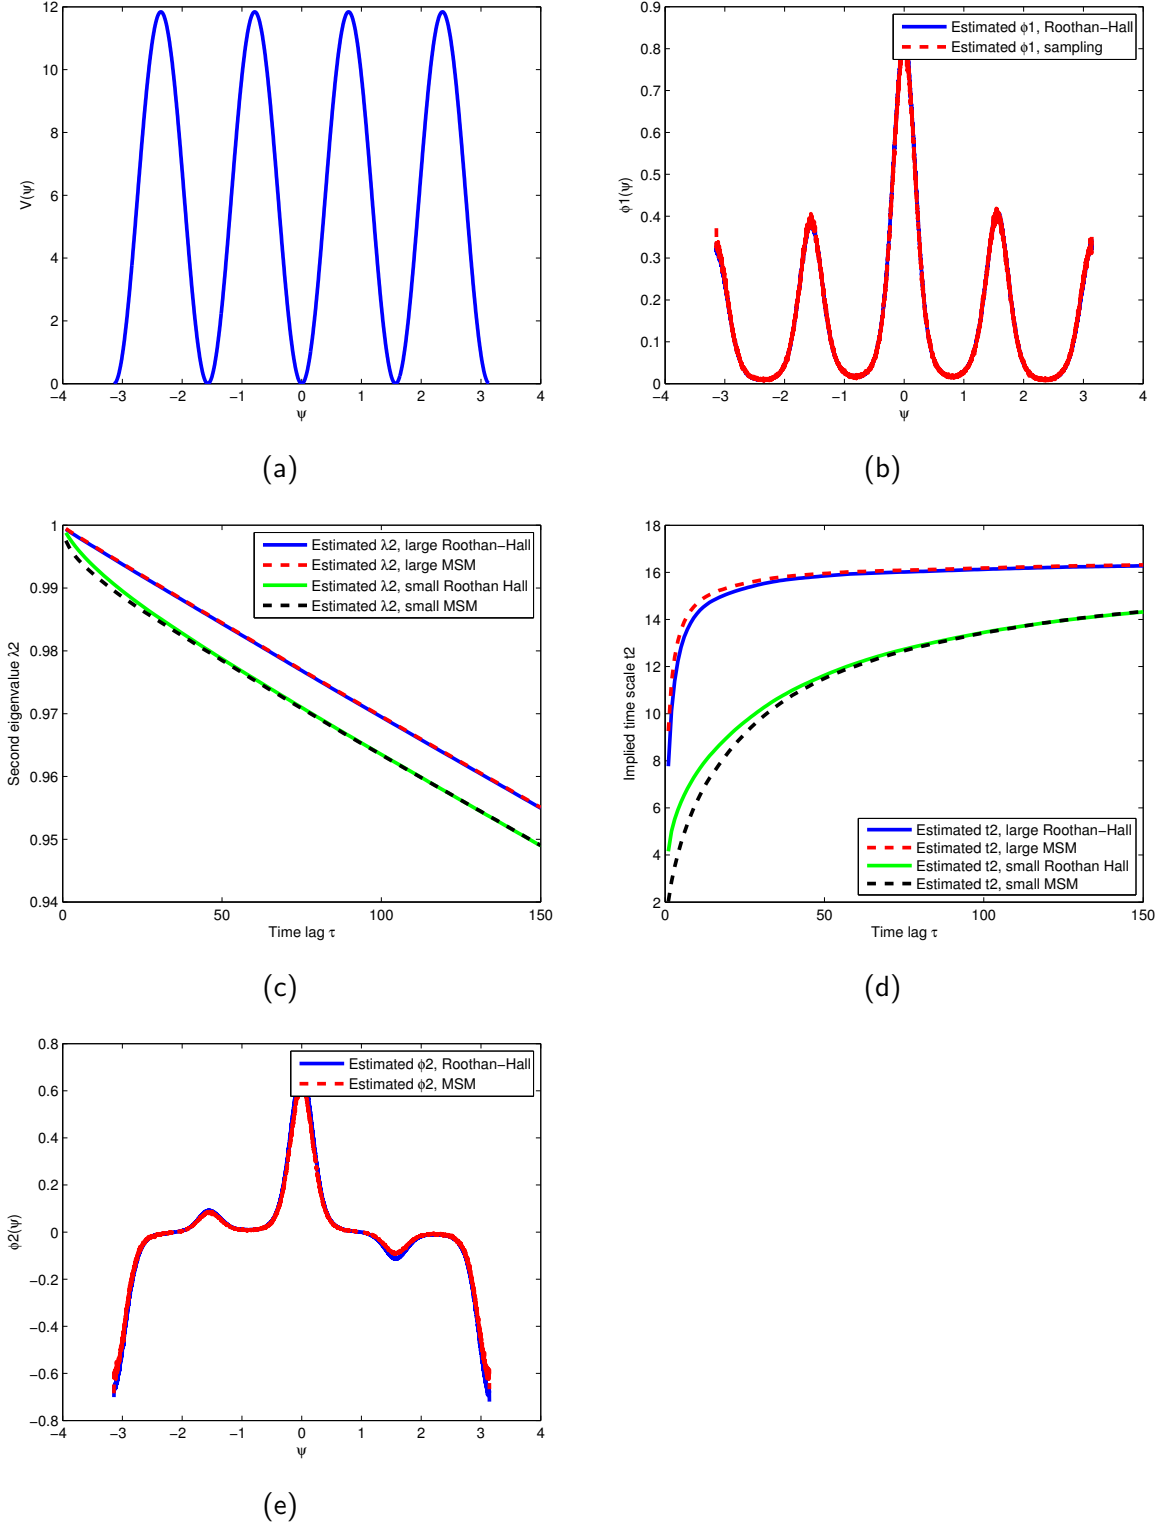 12
10
8
6
4
2
0
V(ψ)
−4 −3 −2 −1 0 1 2 3 4
ψ
(a)
0.9
0.8
0.7
0.6
0.5
0.4
0.3
0.2
0.1
0
ϕ1(ψ)
Estimated ϕ1, Roothan−Hall
Estimated ϕ1, sampling
−4 −3 −2 −1 0 1 2 3 4
ψ
(b)
1
0.99
0.98
0.97
0.96
0.95
0.94
Second eigenvalue λ2
Estimated λ2, large Roothan−Hall
Estimated λ2, large MSM
Estimated λ2, small Roothan Hall
Estimated λ2, small MSM
0 50 100 150
Time lag τ
(c)
18
16
14
12
10
8
6
4
2
Implied time scale t2
Estimated t2, large Roothan−Hall
Estimated t2, large MSM
Estimated t2, small Roothan Hall
Estimated t2, small MSM
0 50 100 150
Time lag τ
(d)
0.8
0.6
0.4
0.2
0
−0.2
−0.4
−0.6
−0.8
ϕ2(ψ)
Estimated ϕ2, Roothan−Hall
Estimated ϕ2, MSM
−4 −3 −2 −1 0 1 2 3 4
ψ
(e)